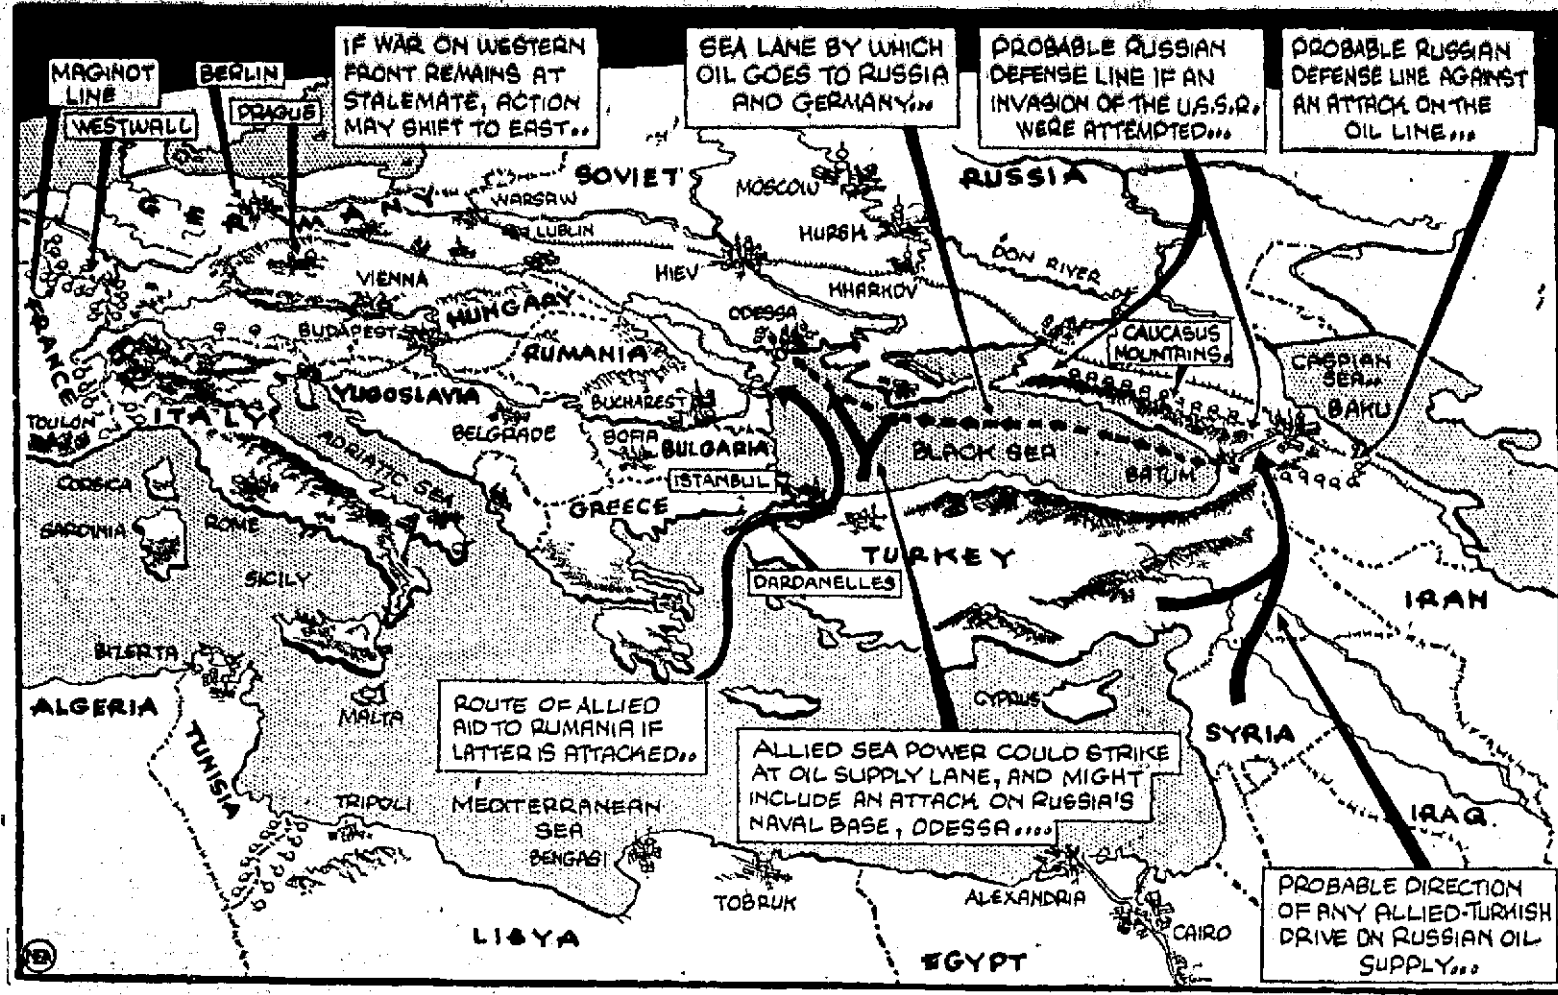 MAGINOT
LINE
WESTWALL
BERLIN
PRAGUE
IF WAR ON WESTERN
FRONT REMAINS AT
STALEMATE, ACTION
MAY SHIFT TO EAST..
SEA LANE BY WHICH
OIL GOES TO RUSSIA
AND GERMANY...
PROBABLE RUSSIAN
DEFENSE LINE IF AN
INVASION OF THE U.S.S.R.
WERE ATTEMPTED...
PROBABLE RUSSIAN
DEFENSE LINE AGAINST
AN ATTACK ON THE
OIL LINE...
GERMANY
WARSAW
LUBLIN
SOVIET
RUSSIA
MOSCOW
KURSK
KIEV
KHARKOV
DON RIVER
VIENNA
HUNGARY
BUDAPEST
ODESSA
CAUCASUS
MOUNTAINS.
CASPIAN
SEA..
BAKU
FRANCE
RUMANIA
YUGOSLAVIA
BUCHAREST
TOULON
ITALY
BELGRADE
SOFIA
BULGARIA
BLACK SEA
BATUM
ADRIATIC SEA
ISTANBUL
CORSICA
GREECE
SARDINIA
ROME
TURKEY
SICILY
DARDANELLES
IRAN
BIZERTA
ALGERIA
MALTA
TUNISIA
CYPRUS
SYRIA
ROUTE OF ALLIED
AID TO RUMANIA IF
LATTER IS ATTACKED..
ALLIED SEA POWER COULD STRIKE
AT OIL SUPPLY LANE, AND MIGHT
INCLUDE AN ATTACK ON RUSSIA'S
NAVAL BASE, ODESSA....
TRIPOLI
MEDITERRANEAN
SEA
BENGASI
IRAQ.
TOBRUK
ALEXANDRIA
CAIRO
LIBYA
EGYPT
PROBABLE DIRECTION
OF ANY ALLIED-TURKISH
DRIVE ON RUSSIAN OIL
SUPPLY...
NEA